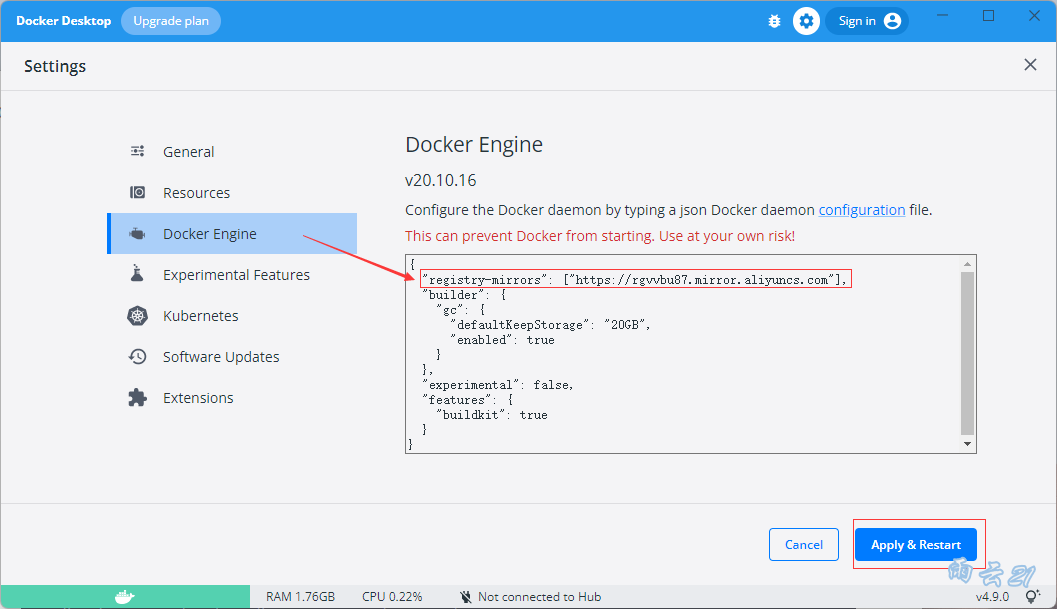 Docker Desktop Upgrade plan Sign in
Settings
General
Resources
Docker Engine
Experimental Features
Kubernetes
Software Updates
Extensions
Docker Engine
v20.10.16
Configure the Docker daemon by typing a json Docker daemon configuration file.
This can prevent Docker from starting. Use at your own risk!
{
"registry-mirrors": ["https://rgvvbu87.mirror.aliyuncs.com"],
"builder": {
"gc": {
"defaultKeepStorage": "20GB",
"enabled": true
}
},
"experimental": false,
"features": {
"buildkit": true
}
}
Cancel Apply & Restart
雨云21
RAM 1.76GB CPU 0.22% Not connected to Hub v4.9.0